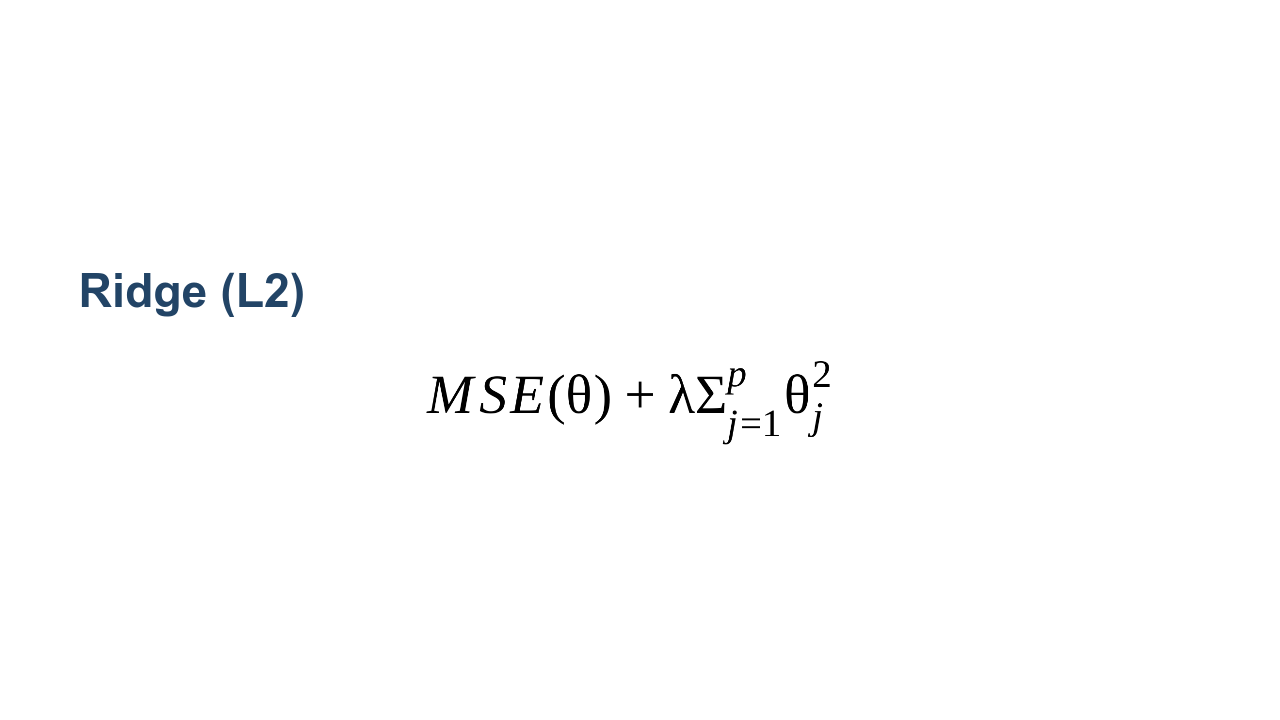 Ridge (L2)
MSE(θ) + λΣ_{j=1}^{p} θ_j^2